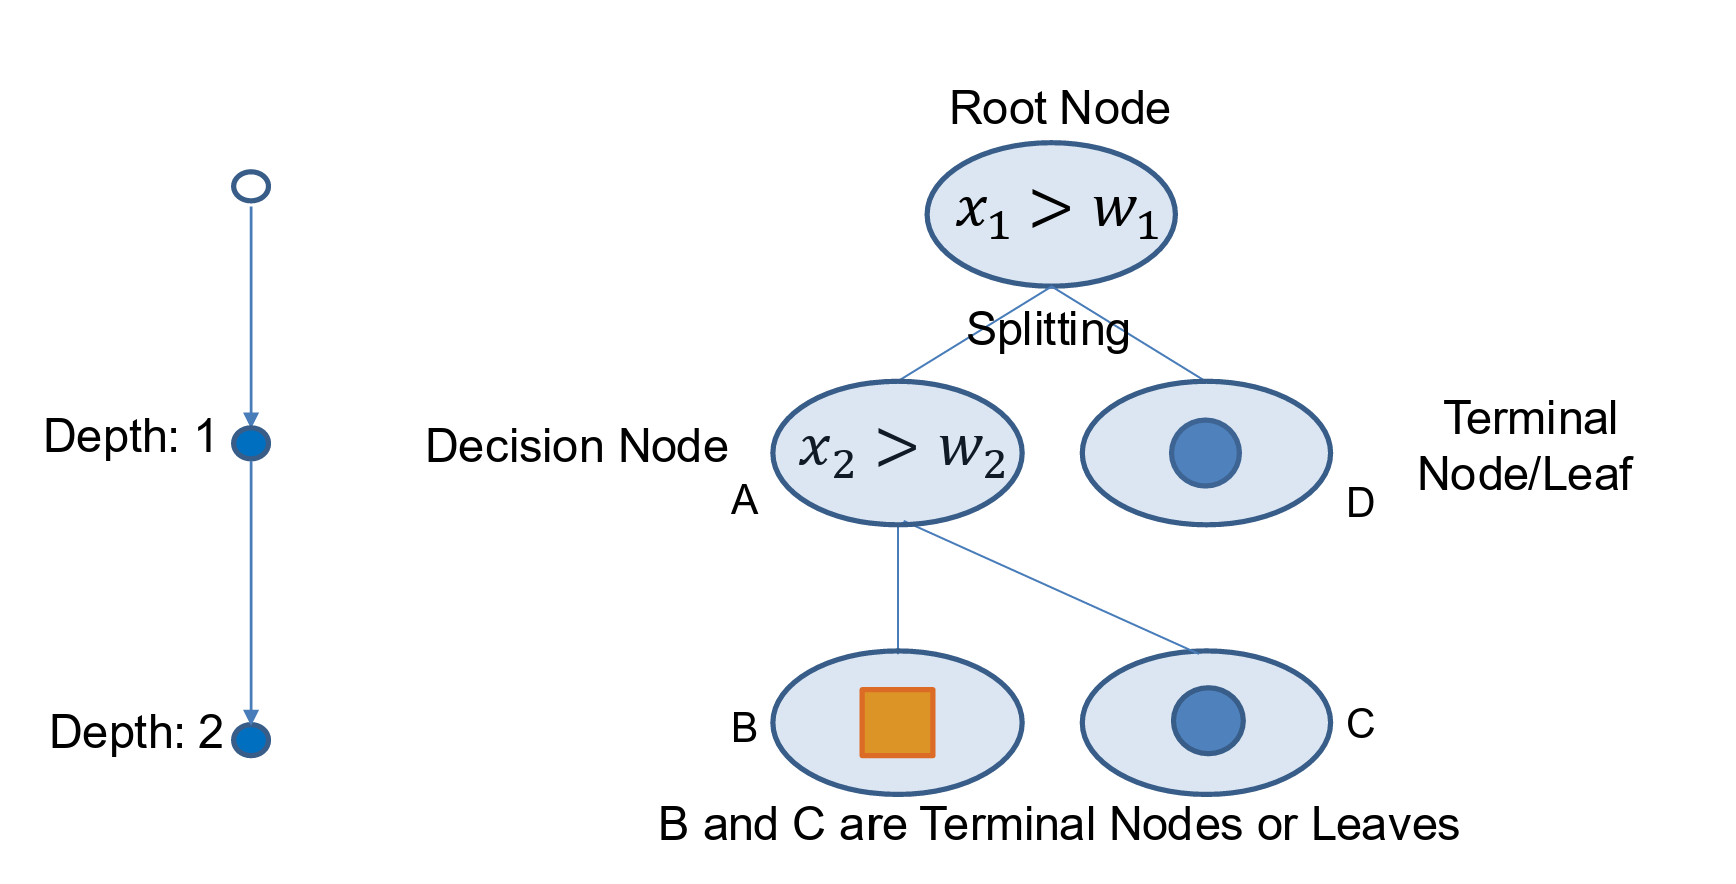 Root Node
x₁ > w₁
Splitting
Depth: 1
Decision Node
x₂ > w₂
A
D
Terminal
Node/Leaf
Depth: 2
B
C
B and C are Terminal Nodes or Leaves